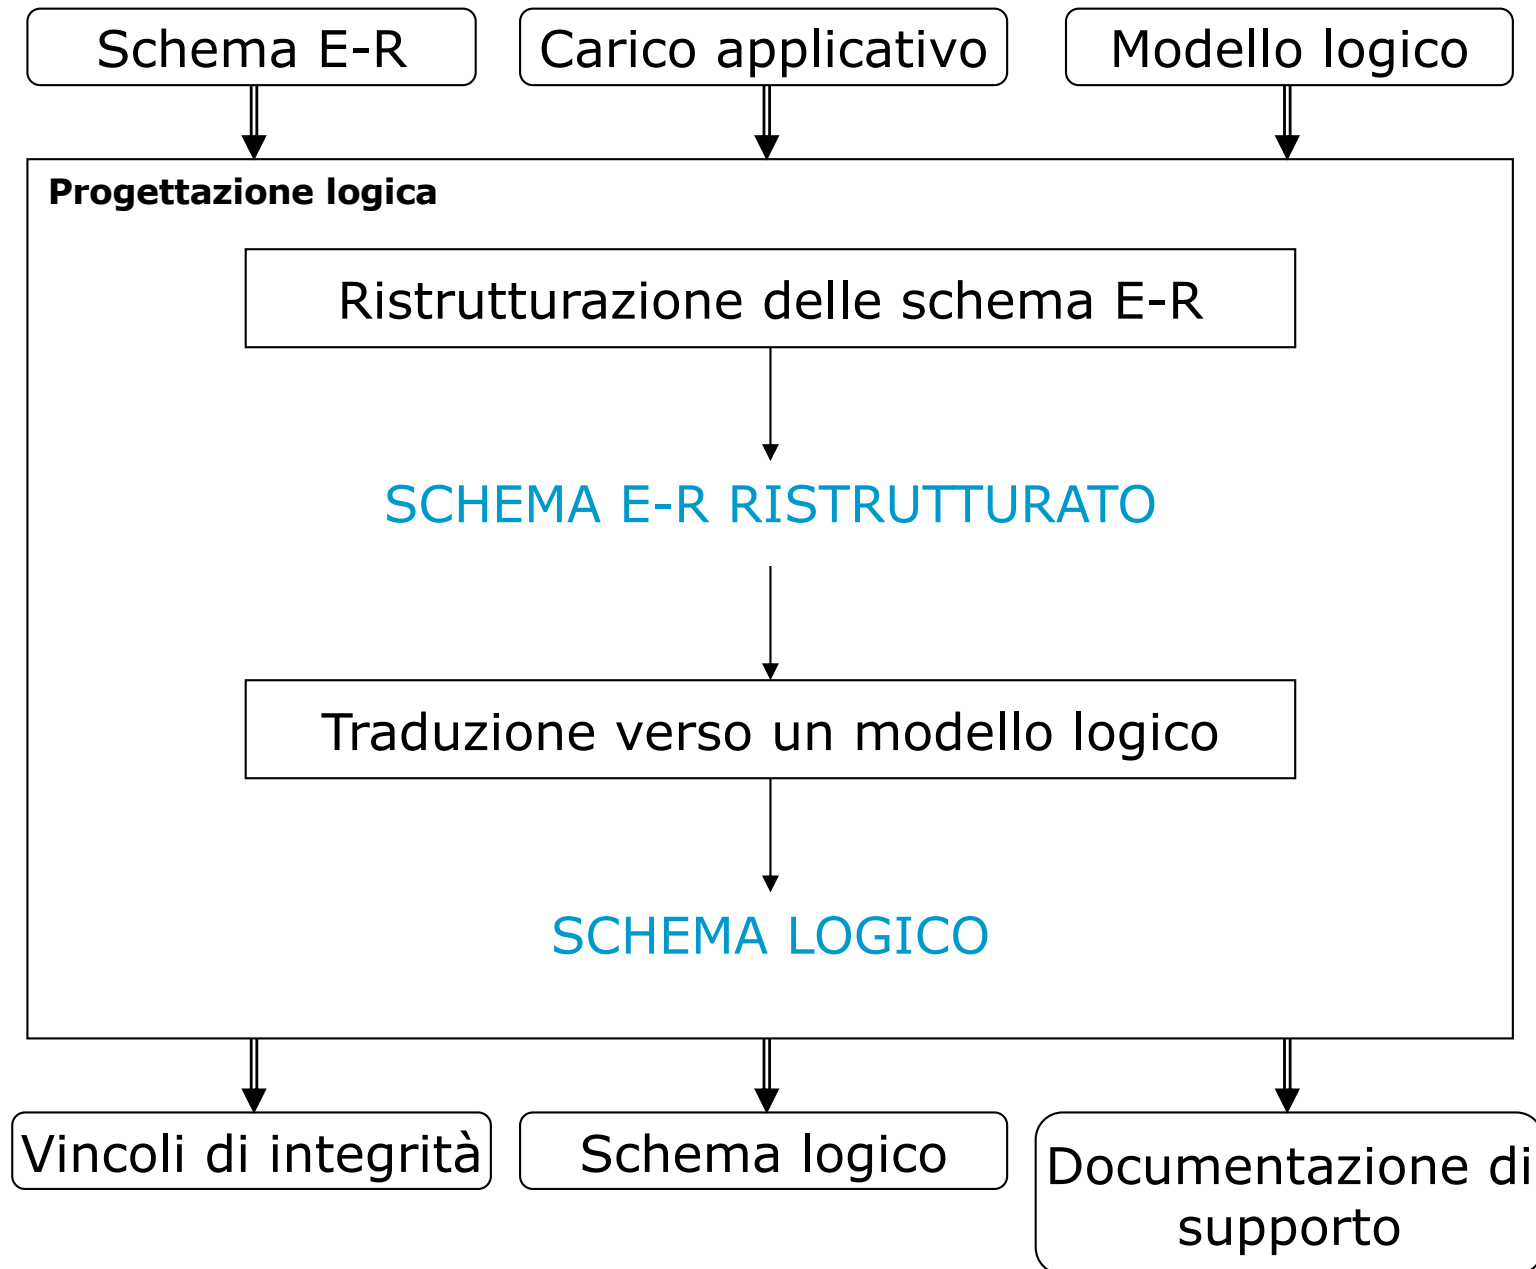 Schema E-R
Carico applicativo
Modello logico
Progettazione logica
Ristrutturazione delle schema E-R
SCHEMA E-R RISTRUTTURATO
Traduzione verso un modello logico
SCHEMA LOGICO
Vincoli di integrità
Schema logico
Documentazione di
supporto